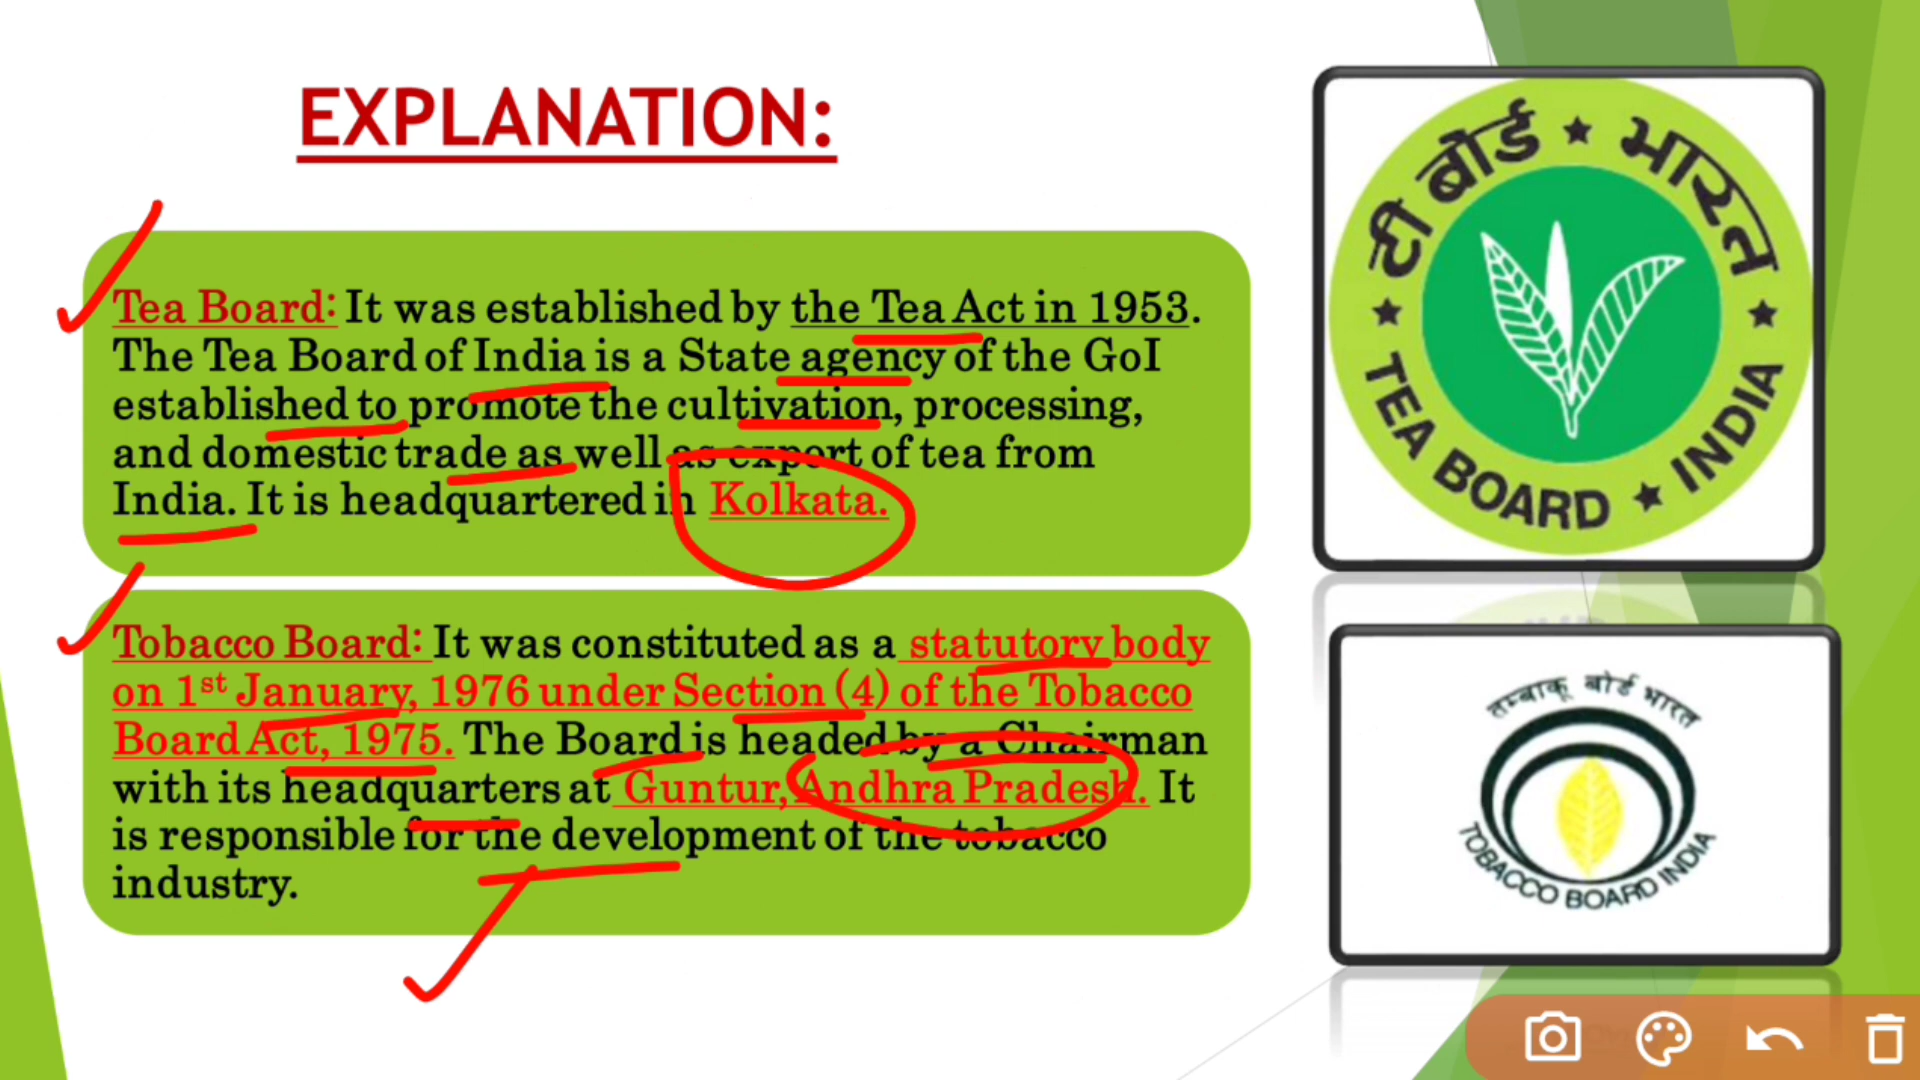 EXPLANATION:
Tea Board: It was established by the Tea Act in 1953.
The Tea Board of India is a State agency of the GoI
established to promote the cultivation, processing,
and domestic trade as well as export of tea from
India. It is headquartered in Kolkata.
Tobacco Board: It was constituted as a statutory body
on 1st January, 1976 under Section (4) of the Tobacco
Board Act, 1975. The Board is headed by a Chairman
with its headquarters at Guntur, Andhra Pradesh. It
is responsible for the development of the tobacco
industry.
टी बोर्ड ★ भारत
★ TEA BOARD ★ INDIA ★
तम्बाकू बोर्ड भारत
TOBACCO BOARD INDIA